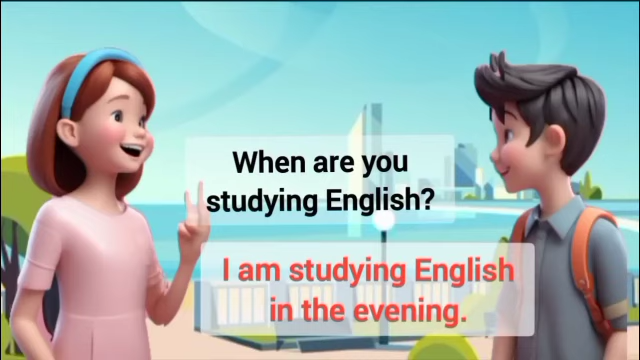 When are you
studying English?
I am studying English
in the evening.